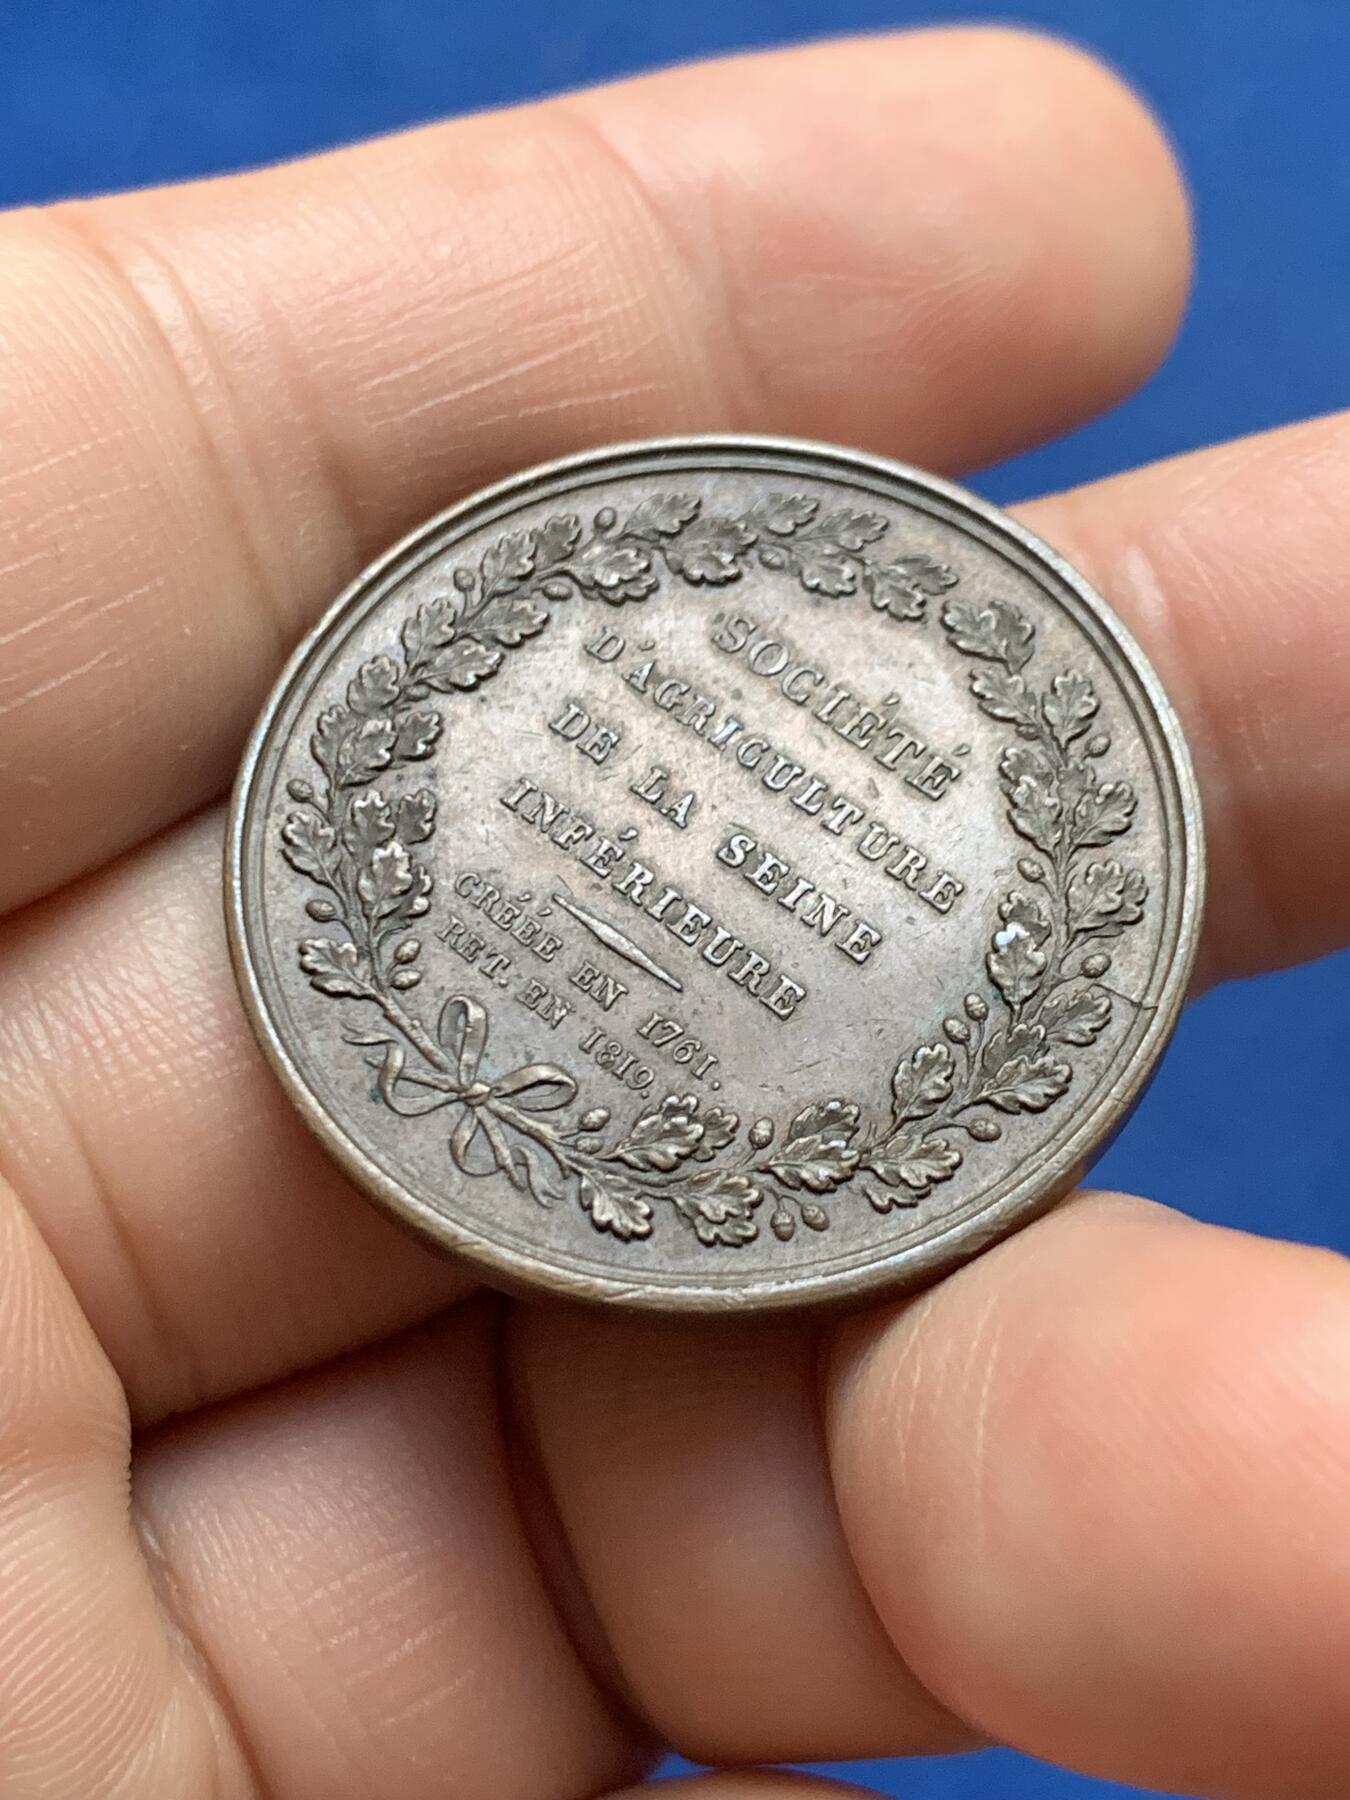 SOCIÉTÉ
D'AGRICULTURE
DE LA SEINE
INFÉRIEURE
CRÉÉE EN 1761.
RET. EN 1819.